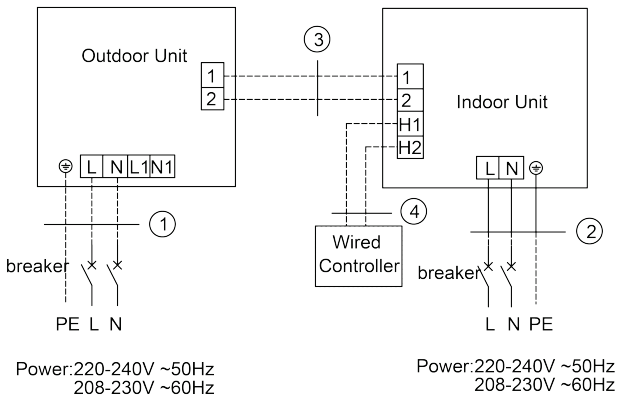 Outdoor Unit
1
2
L N L1 N1
1
breaker
PE L N
Power:220-240V ~50Hz
208-230V ~60Hz
3
Indoor Unit
1
2
H1
H2
L N
4
Wired
Controller
2
breaker
L N PE
Power:220-240V ~50Hz
208-230V ~60Hz